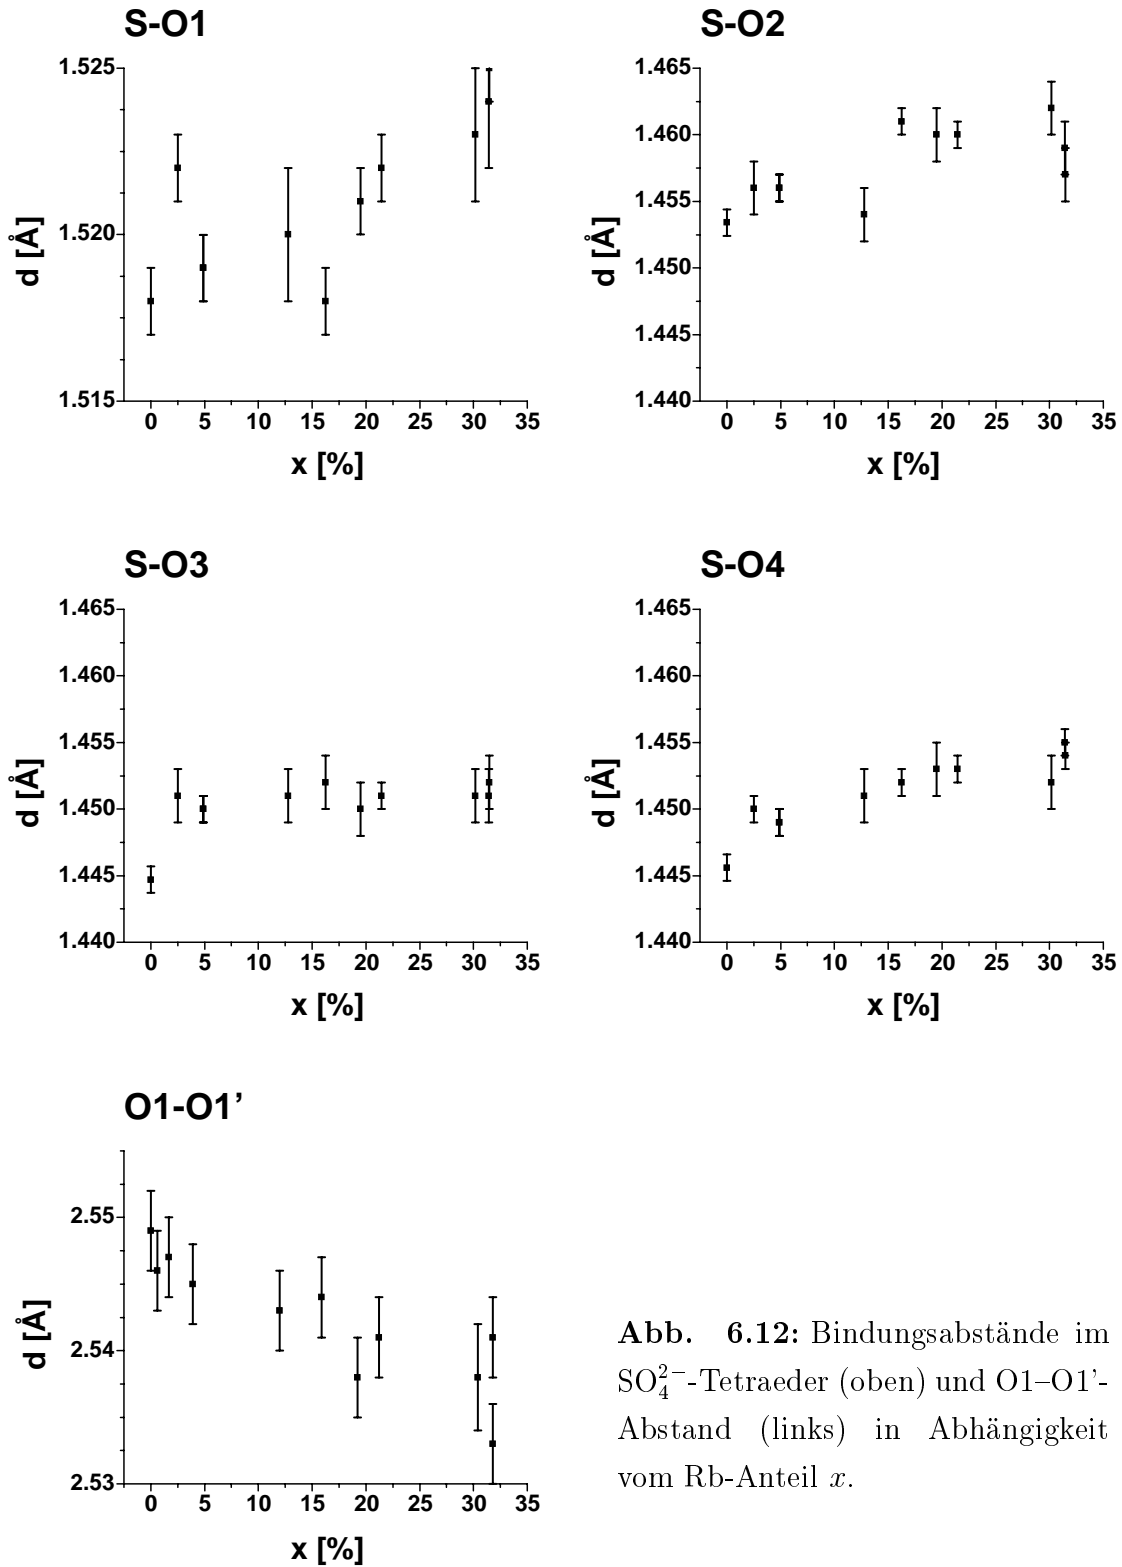 S-O1
1.525
1.520
1.515
d [Å]
0 5 10 15 20 25 30 35
x [%]
S-O2
1.465
1.460
1.455
1.450
1.445
1.440
d [Å]
0 5 10 15 20 25 30 35
x [%]
S-O3
1.465
1.460
1.455
1.450
1.445
1.440
d [Å]
0 5 10 15 20 25 30 35
x [%]
S-O4
1.465
1.460
1.455
1.450
1.445
1.440
d [Å]
0 5 10 15 20 25 30 35
x [%]
O1-O1’
2.55
2.54
2.53
d [Å]
0 5 10 15 20 25 30 35
x [%]
Abb. 6.12: Bindungsabstände im
SO₄²⁻-Tetraeder (oben) und O1–O1’-
Abstand (links) in Abhängigkeit
vom Rb-Anteil x.